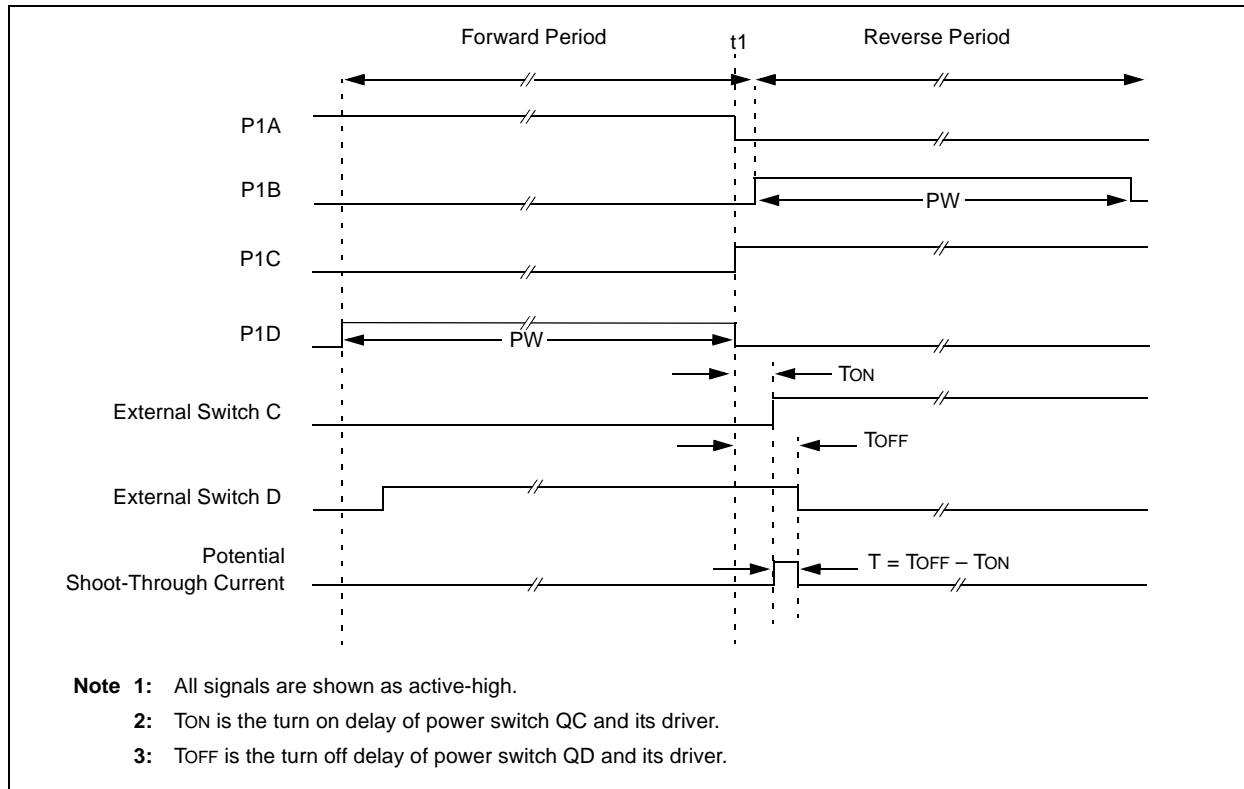 Forward Period
t1
Reverse Period
P1A
P1B
PW
P1C
P1D
PW
TON
External Switch C
TOFF
External Switch D
Potential
Shoot-Through Current
T = TOFF – TON
Note 1: All signals are shown as active-high.
2: TON is the turn on delay of power switch QC and its driver.
3: TOFF is the turn off delay of power switch QD and its driver.